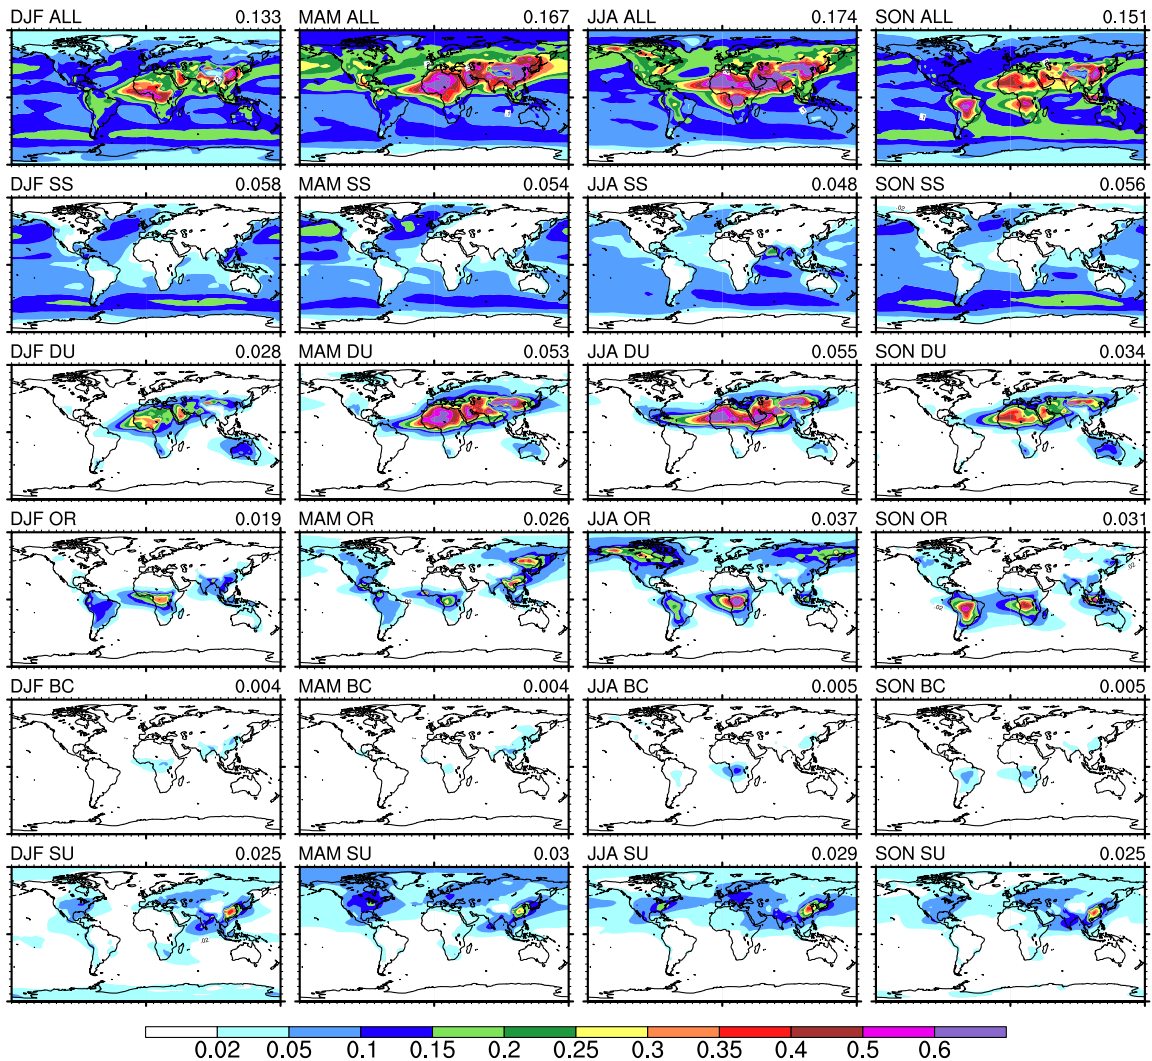 DJF ALL 0.133 MAM ALL 0.167 JJA ALL 0.174 SON ALL 0.151
DJF SS 0.058 MAM SS 0.054 JJA SS 0.048 SON SS 0.056
DJF DU 0.028 MAM DU 0.053 JJA DU 0.055 SON DU 0.034
DJF OR 0.019 MAM OR 0.026 JJA OR 0.037 SON OR 0.031
DJF BC 0.004 MAM BC 0.004 JJA BC 0.005 SON BC 0.005
DJF SU 0.025 MAM SU 0.03 JJA SU 0.029 SON SU 0.025
0.02 0.05 0.1 0.15 0.2 0.25 0.3 0.35 0.4 0.5 0.6